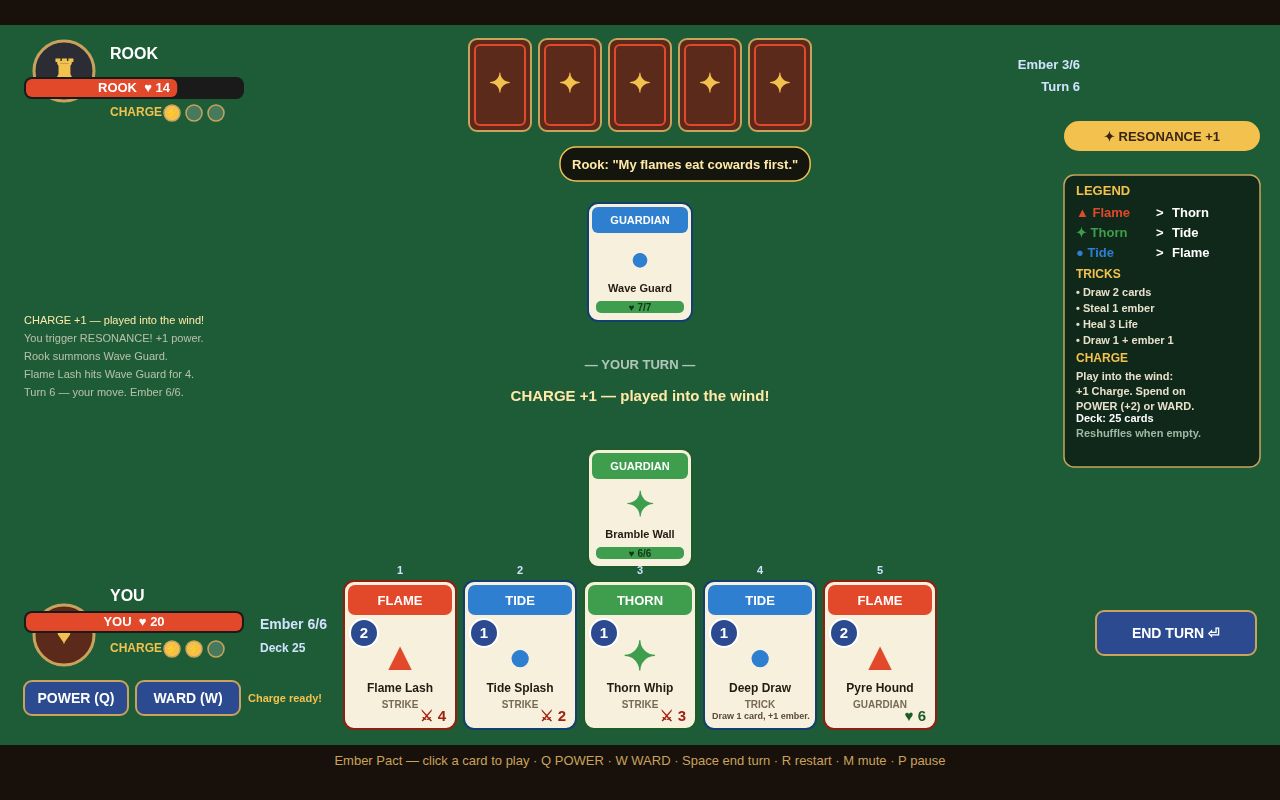 ROOK
ROOK ♥ 14
CHARGE
Ember 3/6
Turn 6
✦ RESONANCE +1
Rook: "My flames eat cowards first."
LEGEND
▲ Flame > Thorn
✦ Thorn > Tide
● Tide > Flame
TRICKS
• Draw 2 cards
• Steal 1 ember
• Heal 3 Life
• Draw 1 + ember 1
CHARGE
Play into the wind:
+1 Charge. Spend on
POWER (+2) or WARD.
Deck: 25 cards
Reshuffles when empty.
GUARDIAN
Wave Guard
♥ 7/7
CHARGE +1 — played into the wind!
You trigger RESONANCE! +1 power.
Rook summons Wave Guard.
Flame Lash hits Wave Guard for 4.
Turn 6 — your move. Ember 6/6.
— YOUR TURN —
CHARGE +1 — played into the wind!
GUARDIAN
Bramble Wall
♥ 6/6
YOU
YOU ♥ 20
CHARGE
Ember 6/6
Deck 25
POWER (Q)
WARD (W)
Charge ready!
1
FLAME
2
Flame Lash
STRIKE
⚔ 4
2
TIDE
1
Tide Splash
STRIKE
⚔ 2
3
THORN
1
Thorn Whip
STRIKE
⚔ 3
4
TIDE
1
Deep Draw
TRICK
Draw 1 card, +1 ember.
5
FLAME
2
Pyre Hound
GUARDIAN
♥ 6
END TURN ⏎
Ember Pact — click a card to play · Q POWER · W WARD · Space end turn · R restart · M mute · P pause